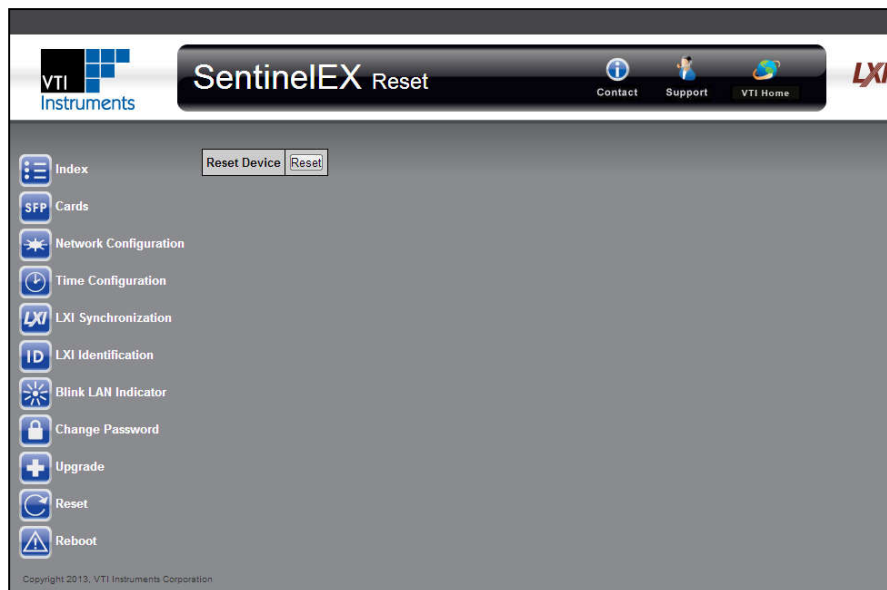 VTI
Instruments
SentinelEX Reset
Contact
Support
VTI Home
LXI
Reset Device Reset
Index
SFP Cards
Network Configuration
Time Configuration
LXI LXI Synchronization
ID LXI Identification
Blink LAN Indicator
Change Password
Upgrade
Reset
Reboot
Copyright 2013, VTI Instruments Corporation